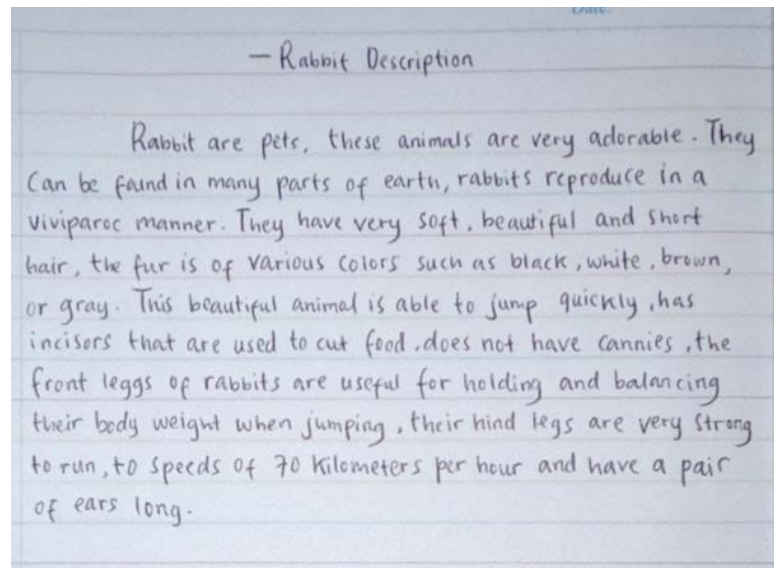 — Rabbit Description
Rabbit are pets, these animals are very adorable. They
Can be found in many parts of earth, rabbits reproduce in a
viviparoc manner. They have very soft, beautiful and short
hair, the fur is of various colors such as black, white, brown,
or gray. This beautiful animal is able to jump quickly, has
incisors that are used to cut food, does not have cannies, the
front leggs of rabbits are useful for holding and balancing
their body weight when jumping, their hind legs are very strong
to run, to speeds of 70 kilometers per hour and have a pair
of ears long.